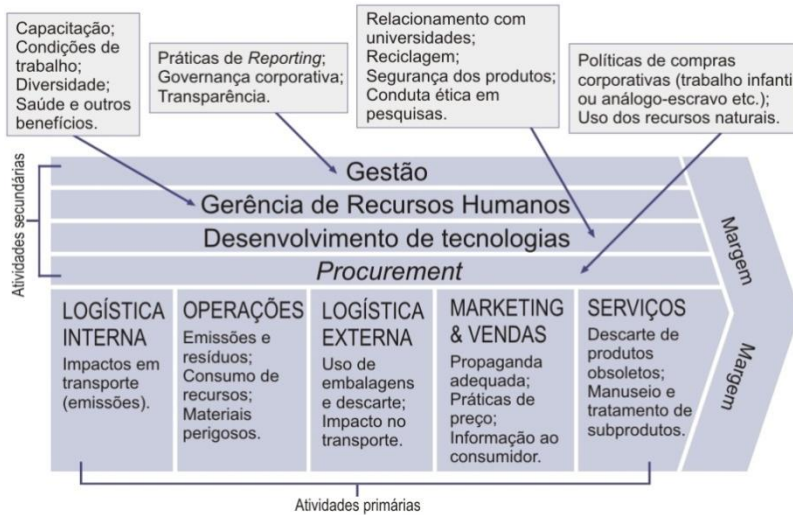 Capacitação;
Condições de
trabalho;
Diversidade;
Saúde e outros
benefícios.
Práticas de Reporting;
Governança corporativa;
Transparência.
Relacionamento com
universidades;
Reciclagem;
Segurança dos produtos;
Conduta ética em
pesquisas.
Políticas de compras
corporativas (trabalho infanti
ou análogo-escravo etc.);
Uso dos recursos naturais.
Atividades secundárias
Gestão
Gerência de Recursos Humanos
Desenvolvimento de tecnologias
Procurement
LOGÍSTICA
INTERNA
Impactos em
transporte
(emissões).
OPERAÇÕES
Emissões e
resíduos;
Consumo de
recursos;
Materiais
perigosos.
LOGÍSTICA
EXTERNA
Uso de
embalagens
e descarte;
Impacto no
transporte.
MARKETING
& VENDAS
Propaganda
adequada;
Práticas de
preço;
Informação ao
consumidor.
SERVIÇOS
Descarte de
produtos
obsoletos;
Manuseio e
tratamento de
subprodutos.
Margem
Margem
Atividades primárias